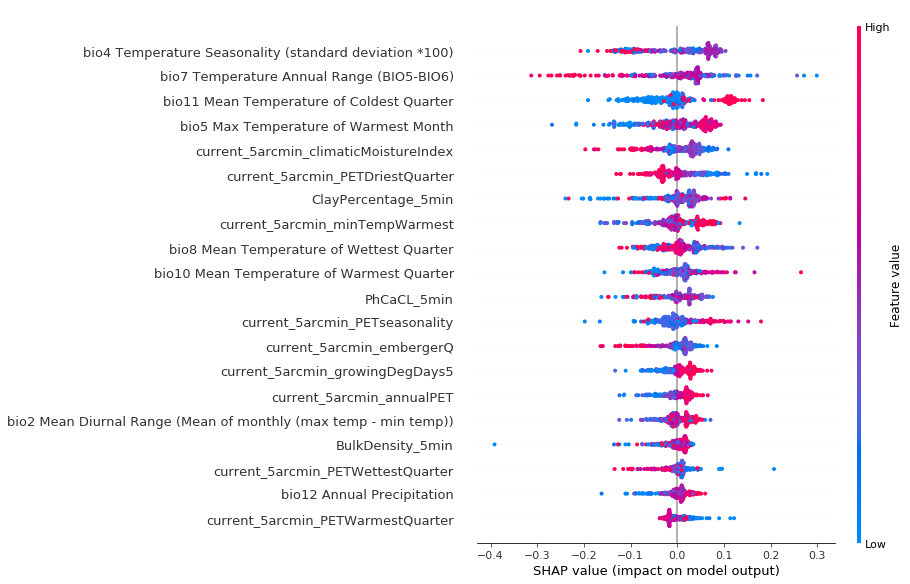 High
bio4 Temperature Seasonality (standard deviation *100)
bio7 Temperature Annual Range (BIO5-BIO6)
bio11 Mean Temperature of Coldest Quarter
bio5 Max Temperature of Warmest Month
current_5arcmin_climaticMoistureIndex
current_5arcmin_PETDriestQuarter
ClayPercentage_5min
current_5arcmin_minTempWarmest
bio8 Mean Temperature of Wettest Quarter
bio10 Mean Temperature of Warmest Quarter
PhCaCL_5min
current_5arcmin_PETseasonality
current_5arcmin_embergerQ
current_5arcmin_growingDegDays5
current_5arcmin_annualPET
bio2 Mean Diurnal Range (Mean of monthly (max temp - min temp))
BulkDensity_5min
current_5arcmin_PETWettestQuarter
bio12 Annual Precipitation
current_5arcmin_PETWarmestQuarter
Feature value
Low
−0.4 −0.3 −0.2 −0.1 0.0 0.1 0.2 0.3
SHAP value (impact on model output)